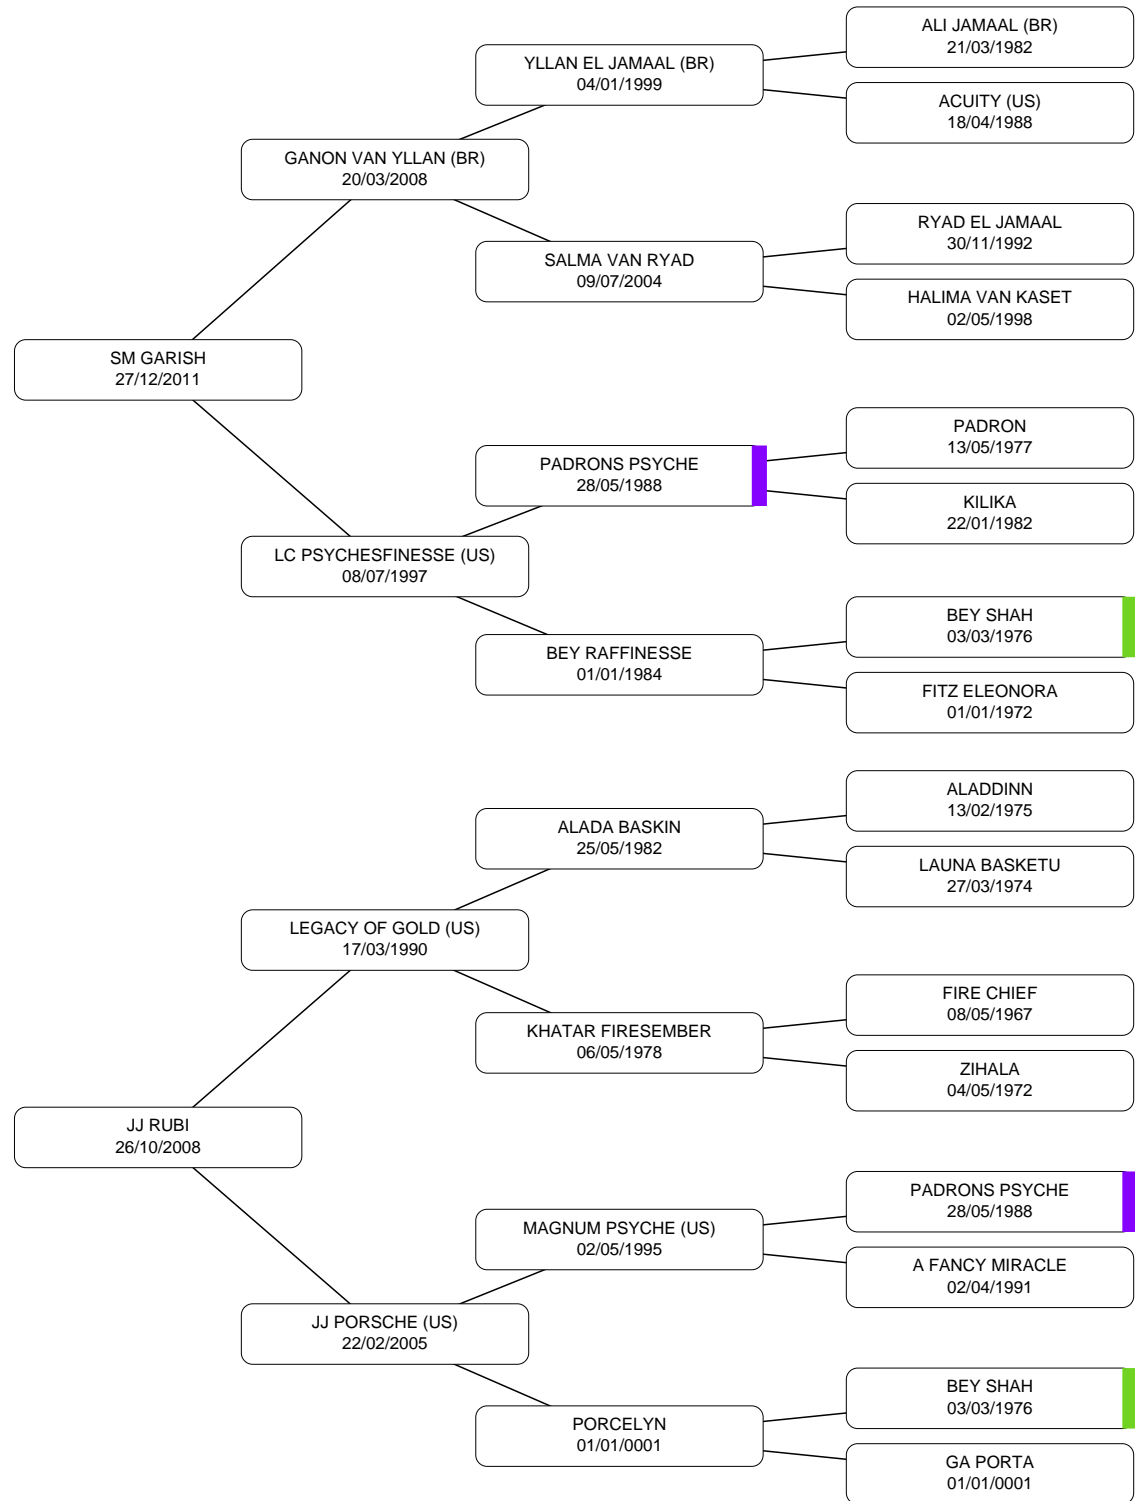 ALI JAMAAL (BR)
21/03/1982
YLLAN EL JAMAAL (BR)
04/01/1999
ACUITY (US)
18/04/1988
GANON VAN YLLAN (BR)
20/03/2008
RYAD EL JAMAAL
30/11/1992
SALMA VAN RYAD
09/07/2004
HALIMA VAN KASET
02/05/1998
SM GARISH
27/12/2011
PADRON
13/05/1977
PADRONS PSYCHE
28/05/1988
KILIKA
22/01/1982
LC PSYCHESFINESSE (US)
08/07/1997
BEY SHAH
03/03/1976
BEY RAFFINESSE
01/01/1984
FITZ ELEONORA
01/01/1972
ALADDINN
13/02/1975
ALADA BASKIN
25/05/1982
LAUNA BASKETU
27/03/1974
LEGACY OF GOLD (US)
17/03/1990
FIRE CHIEF
08/05/1967
KHATAR FIRESEMBER
06/05/1978
ZIHALA
04/05/1972
JJ RUBI
26/10/2008
PADRONS PSYCHE
28/05/1988
MAGNUM PSYCHE (US)
02/05/1995
A FANCY MIRACLE
02/04/1991
JJ PORSCHE (US)
22/02/2005
BEY SHAH
03/03/1976
PORCELYN
01/01/0001
GA PORTA
01/01/0001